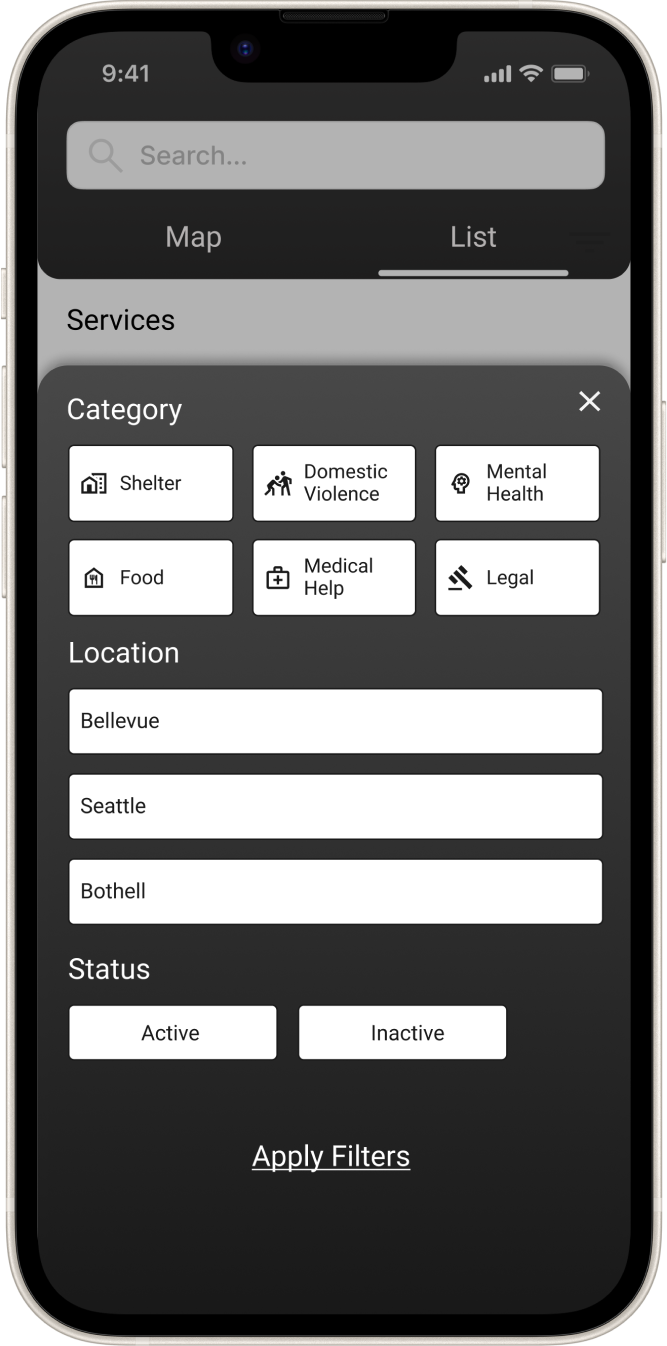 9:41
Search...
Map
List
Services
Category
Shelter
Domestic
Violence
Mental
Health
Food
Medical
Help
Legal
Location
Bellevue
Seattle
Bothell
Status
Active
Inactive
Apply Filters